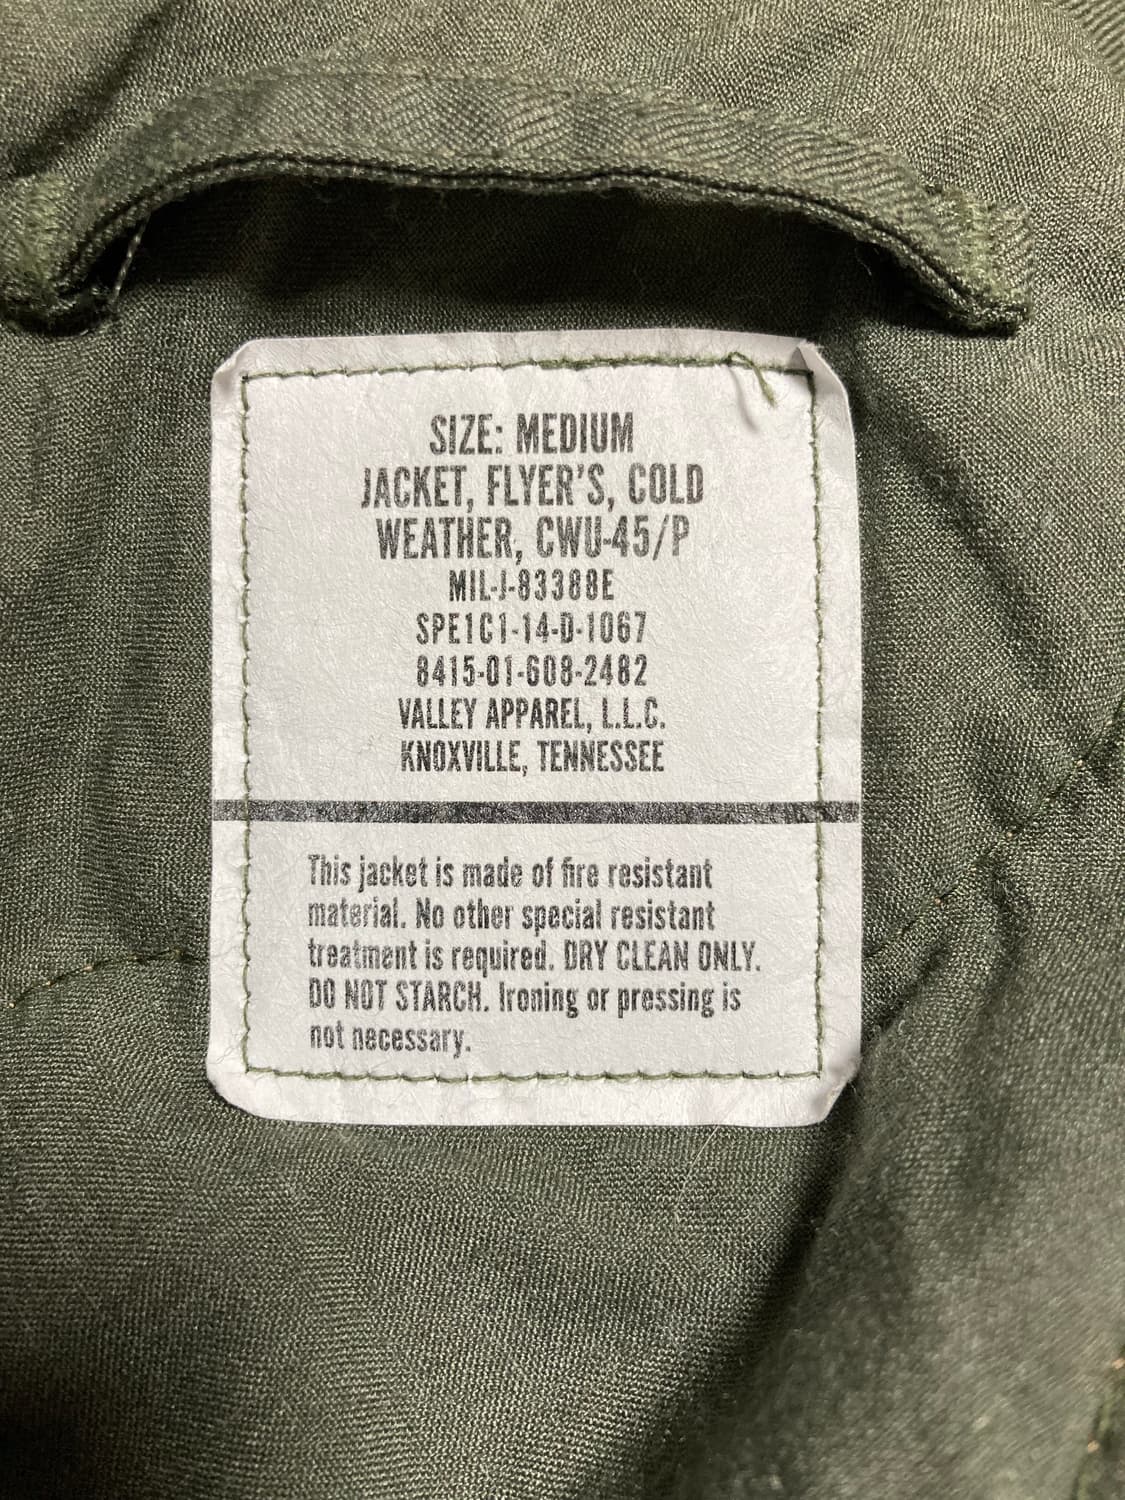 SIZE: MEDIUM
JACKET, FLYER'S, COLD
WEATHER, CWU-45/P
MIL-J-83388E
SPE1C1-14-D-1067
8415-01-608-2482
VALLEY APPAREL, L.L.C.
KNOXVILLE, TENNESSEE
This jacket is made of fire resistant
material. No other special resistant
treatment is required. DRY CLEAN ONLY.
DO NOT STARCH. Ironing or pressing is
not necessary.